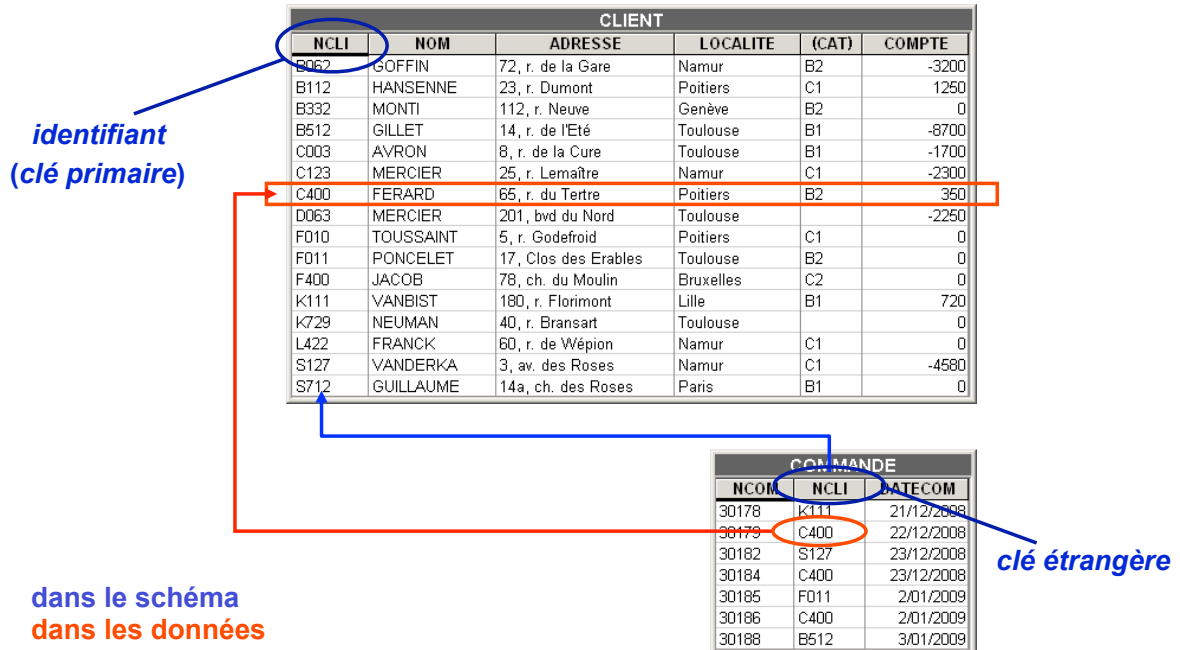 CLIENT
NCLI NOM ADRESSE LOCALITE (CAT) COMPTE
B062 GOFFIN 72, r. de la Gare Namur B2 -3200
B112 HANSENNE 23, r. Dumont Poitiers C1 1250
B332 MONTI 112, r. Neuve Genève B2 0
B512 GILLET 14, r. de l'Eté Toulouse B1 -8700
C003 AVRON 8, r. de la Cure Toulouse B1 -1700
C123 MERCIER 25, r. Lemaître Namur C1 -2300
C400 FERARD 65, r. du Tertre Poitiers B2 350
D063 MERCIER 201, bvd du Nord Toulouse -2250
F010 TOUSSAINT 5, r. Godefroid Poitiers C1 0
F011 PONCELET 17, Clos des Erables Toulouse B2 0
F400 JACOB 78, ch. du Moulin Bruxelles C2 0
K111 VANBIST 180, r. Florimont Lille B1 720
K729 NEUMAN 40, r. Bransart Toulouse 0
L422 FRANCK 60, r. de Wépion Namur C1 0
S127 VANDERKA 3, av. des Roses Namur C1 -4580
S712 GUILLAUME 14a, ch. des Roses Paris B1 0
identifiant
(clé primaire)
COMMANDE
NCOM NCLI DATECOM
30178 K111 21/12/2008
30179 C400 22/12/2008
30182 S127 23/12/2008
30184 C400 23/12/2008
30185 F011 2/01/2009
30186 C400 2/01/2009
30188 B512 3/01/2009
clé étrangère
dans le schéma
dans les données